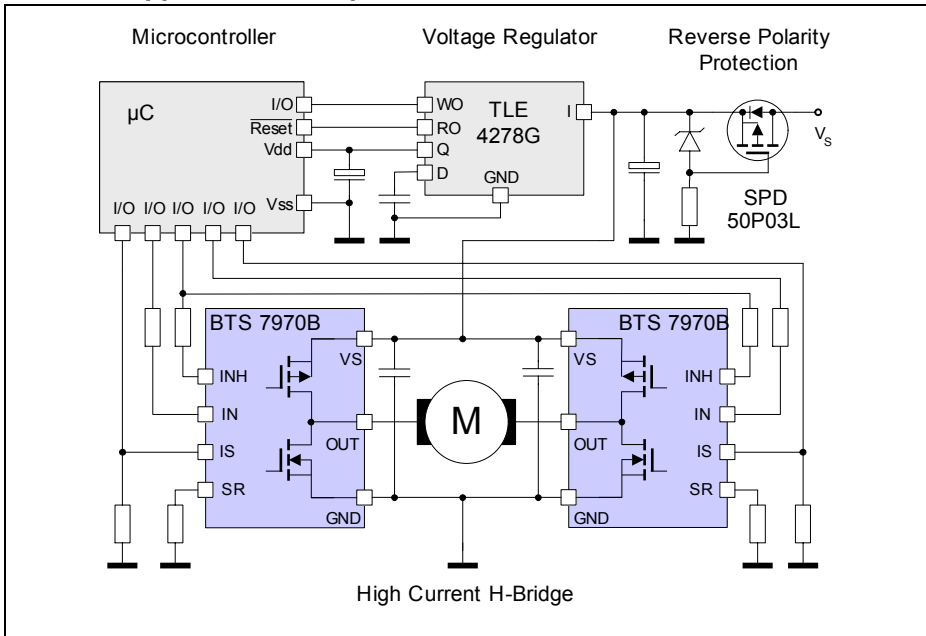 Microcontroller
Voltage Regulator
Reverse Polarity
Protection
µC
I/O
Reset
Vdd
Vss
I/O I/O I/O I/O I/O
WO
RO
Q
D
TLE
4278G
I
GND
V_S
SPD
50P03L
BTS 7970B
VS
INH
IN
IS
SR
OUT
GND
M
BTS 7970B
VS
INH
IN
IS
SR
OUT
GND
High Current H-Bridge